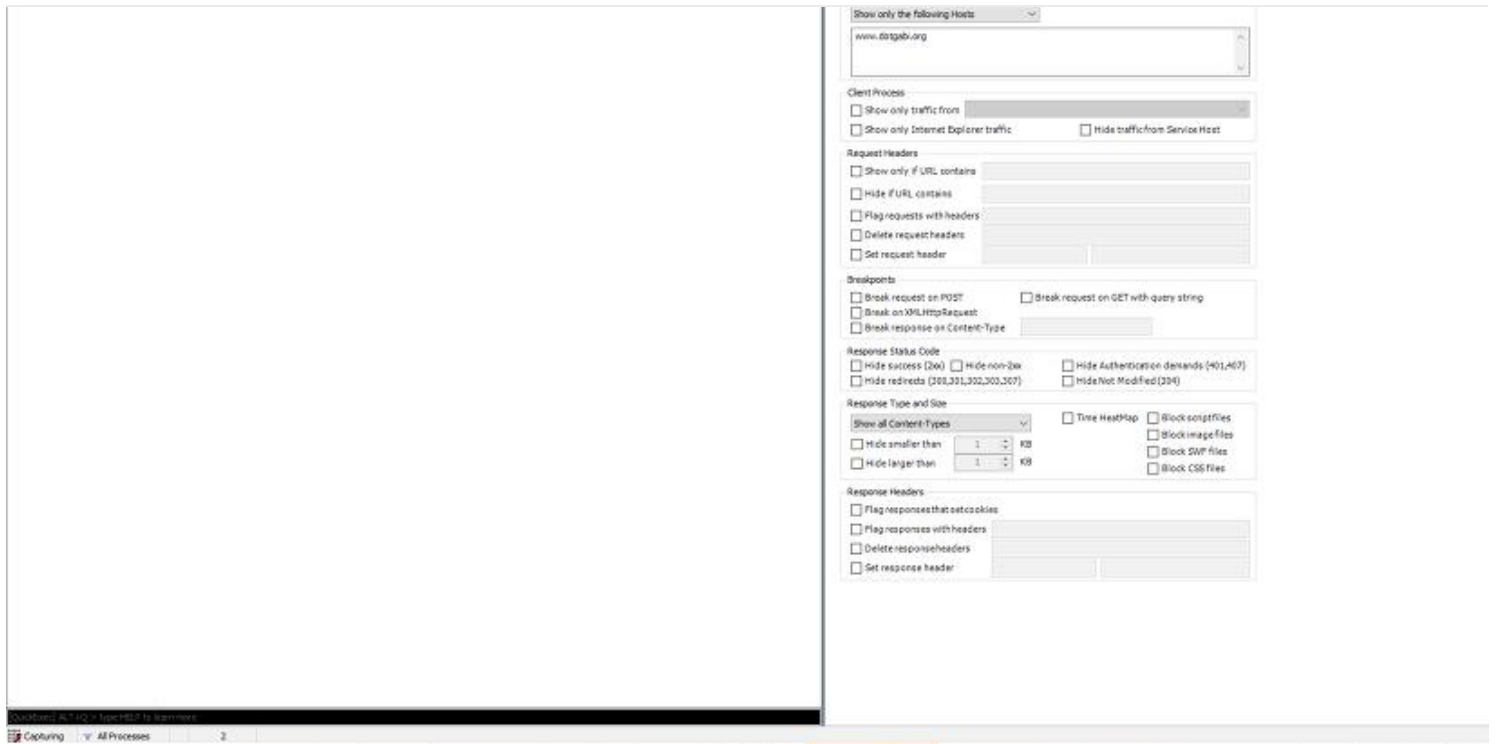 Show only the following Hosts
www.dotgabi.org
Client Process
Show only traffic from
Show only Internet Explorer traffic Hide traffic from Service Host
Request Headers
Show only if URL contains
Hide if URL contains
Flag requests with headers
Delete request headers
Set request header
Breakpoints
Break request on POST Break request on GET with query string
Break on XMLHttpRequest
Break response on Content-Type
Response Status Code
Hide success (2xx) Hide non-2xx Hide Authentication demands (401,407)
Hide redirects (300,301,302,303,307) Hide Not Modified (304)
Response Type and Size
Show all Content-Types Time HeatMap Block script files
Block image files
Hide smaller than 1 KB
Block SWF files
Hide larger than 1 KB
Block CSS files
Response Headers
Flag responses that set cookies
Flag responses with headers
Delete response headers
Set response header
[QuickExec] ALT+Q > type HELP to learn more
Capturing All Processes 2